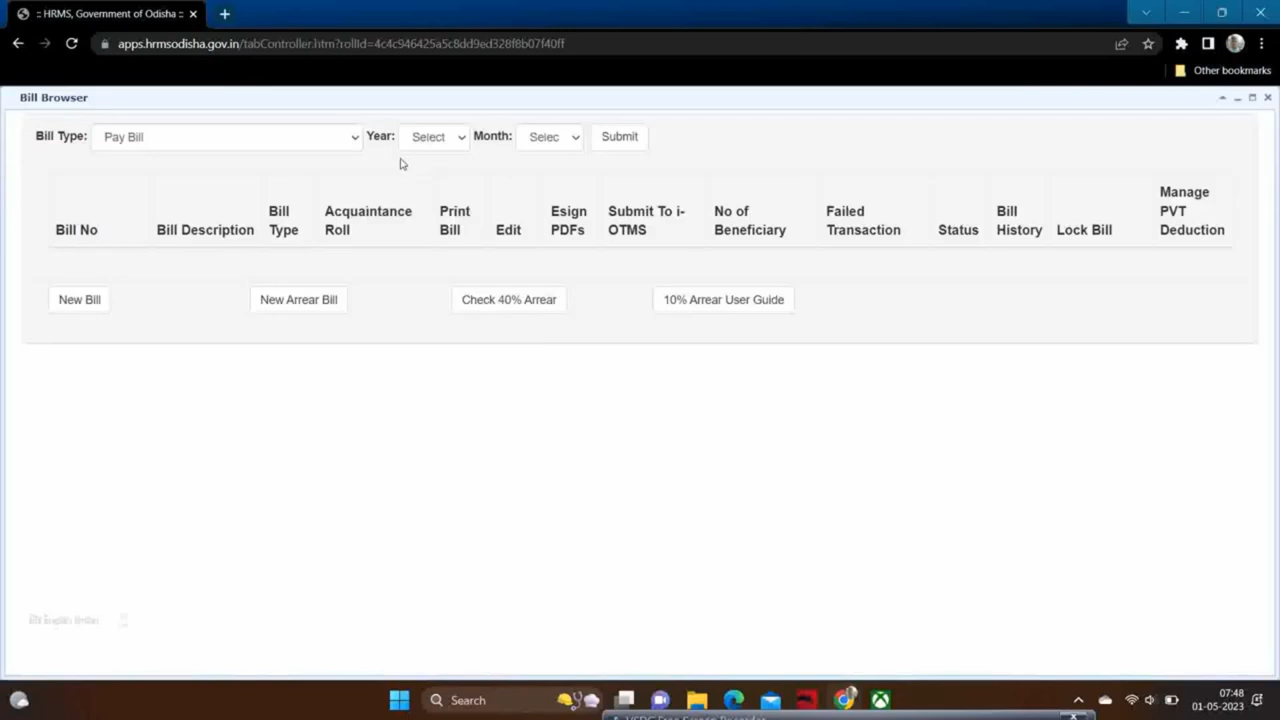 :: HRMS, Government of Odisha ::
apps.hrmsodisha.gov.in/tabController.htm?rollId=4c4c946425a5c8dd9ed328f8b07f40ff
Other bookmarks
Bill Browser
Bill Type: Pay Bill Year: Select Month: Selec Submit
Bill No Bill Description Bill Type Acquaintance Roll Print Bill Edit Esign PDFs Submit To i-OTMS No of Beneficiary Failed Transaction Status Bill History Lock Bill Manage PVT Deduction
New Bill New Arrear Bill Check 40% Arrear 10% Arrear User Guide
Search
07:48
01-05-2023